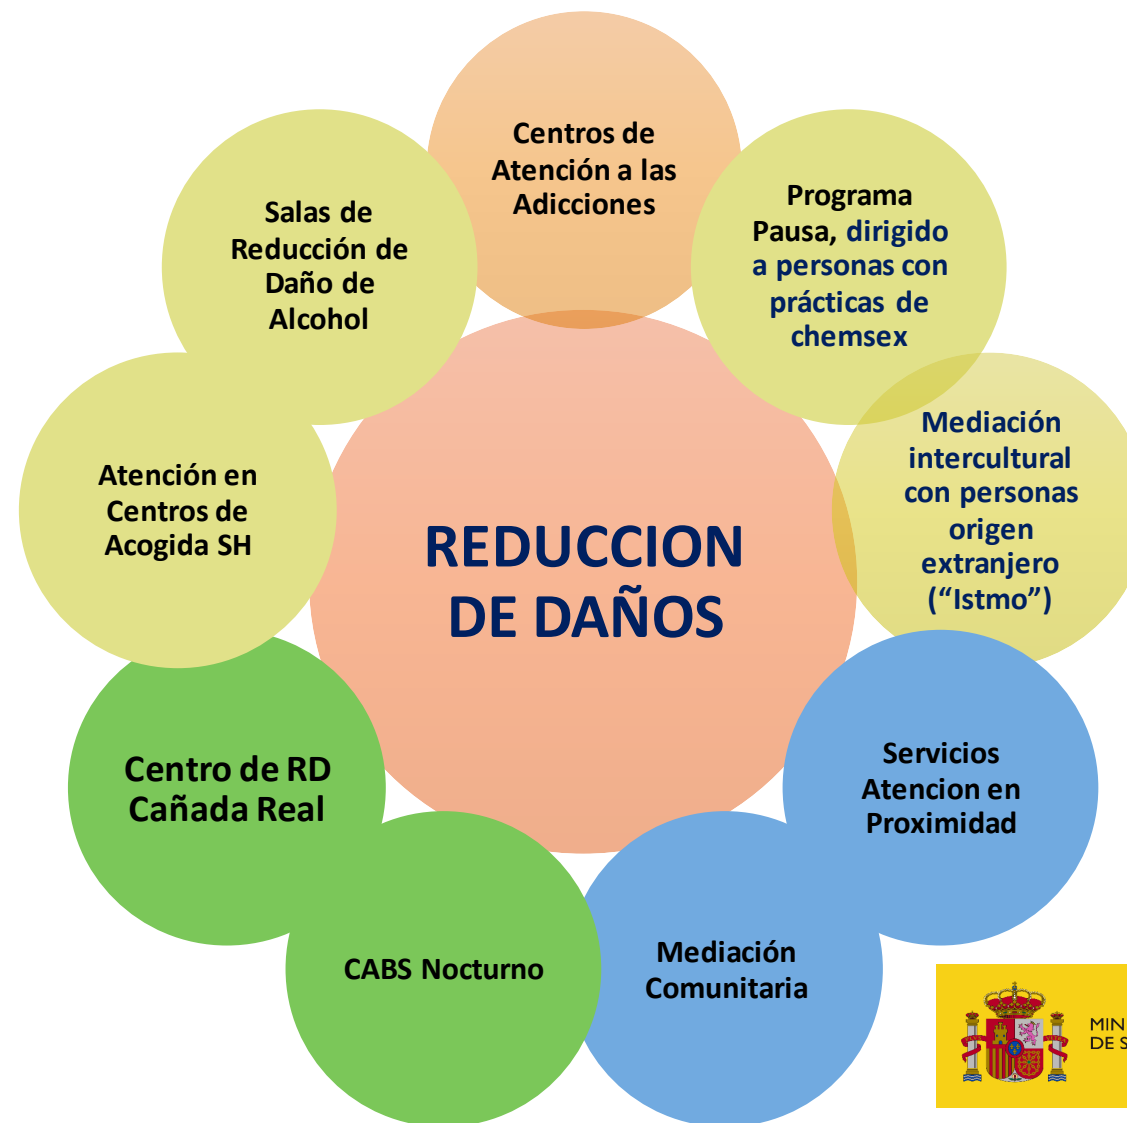 Centros de
Atención a las
Adicciones
Programa
Pausa, dirigido
a personas con
prácticas de
chemsex
Mediación
intercultural
con personas
origen
extranjero
(“Istmo”)
Servicios
Atencion en
Proximidad
Mediación
Comunitaria
CABS Nocturno
Centro de RD
Cañada Real
Atención en
Centros de
Acogida SH
Salas de
Reducción de
Daño de
Alcohol
REDUCCION
DE DAÑOS
MIN
DE S